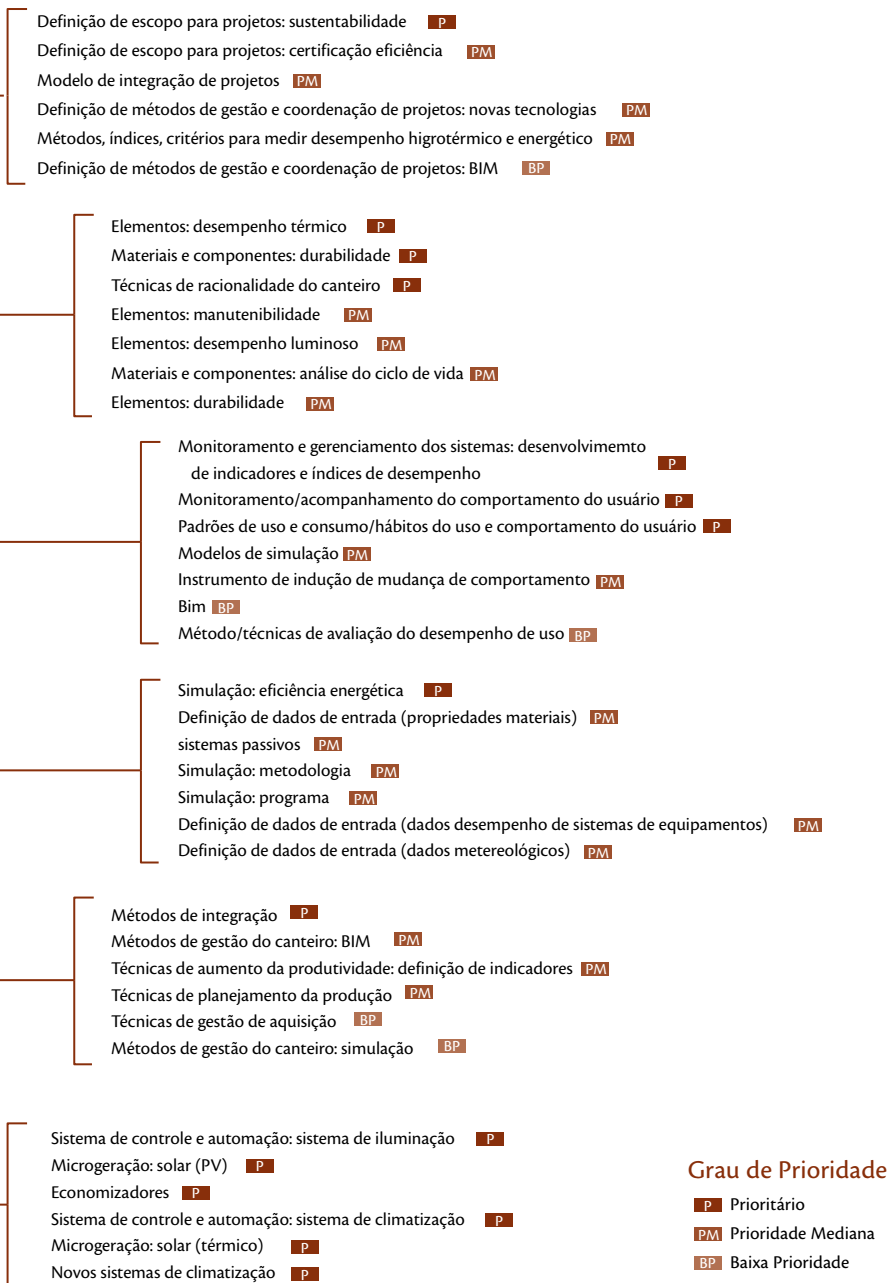 Definição de escopo para projetos: sustentabilidade P
Definição de escopo para projetos: certificação eficiência PM
Modelo de integração de projetos PM
Definição de métodos de gestão e coordenação de projetos: novas tecnologias PM
Métodos, índices, critérios para medir desempenho higrotérmico e energético PM
Definição de métodos de gestão e coordenação de projetos: BIM BP
Elementos: desempenho térmico P
Materiais e componentes: durabilidade P
Técnicas de racionalidade do canteiro P
Elementos: manutenibilidade PM
Elementos: desempenho luminoso PM
Materiais e componentes: análise do ciclo de vida PM
Elementos: durabilidade PM
Monitoramento e gerenciamento dos sistemas: desenvolvimemto
de indicadores e índices de desempenho P
Monitoramento/acompanhamento do comportamento do usuário P
Padrões de uso e consumo/hábitos do uso e comportamento do usuário P
Modelos de simulação PM
Instrumento de indução de mudança de comportamento PM
Bim BP
Método/técnicas de avaliação do desempenho de uso BP
Simulação: eficiência energética P
Definição de dados de entrada (propriedades materiais) PM
sistemas passivos PM
Simulação: metodologia PM
Simulação: programa PM
Definição de dados de entrada (dados desempenho de sistemas de equipamentos) PM
Definição de dados de entrada (dados metereológicos) PM
Métodos de integração P
Métodos de gestão do canteiro: BIM PM
Técnicas de aumento da produtividade: definição de indicadores PM
Técnicas de planejamento da produção PM
Técnicas de gestão de aquisição BP
Métodos de gestão do canteiro: simulação BP
Sistema de controle e automação: sistema de iluminação P
Microgeração: solar (PV) P
Economizadores P
Sistema de controle e automação: sistema de climatização P
Microgeração: solar (térmico) P
Novos sistemas de climatização P
Grau de Prioridade
P Prioritário
PM Prioridade Mediana
BP Baixa Prioridade